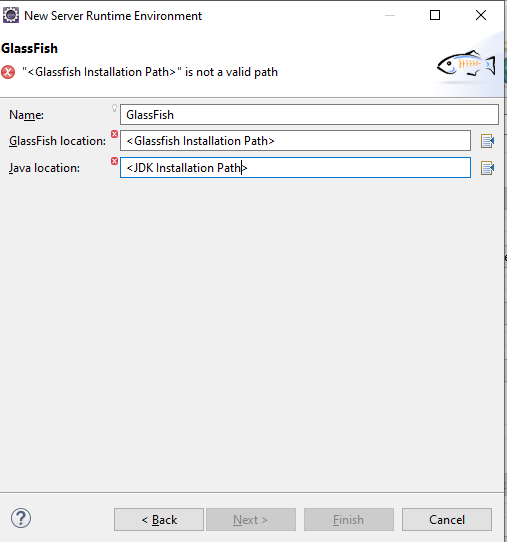 New Server Runtime Environment
GlassFish
"<Glassfish Installation Path>" is not a valid path
Name: GlassFish
GlassFish location: <Glassfish Installation Path>
Java location: <JDK Installation Path>
? < Back Next > Finish Cancel